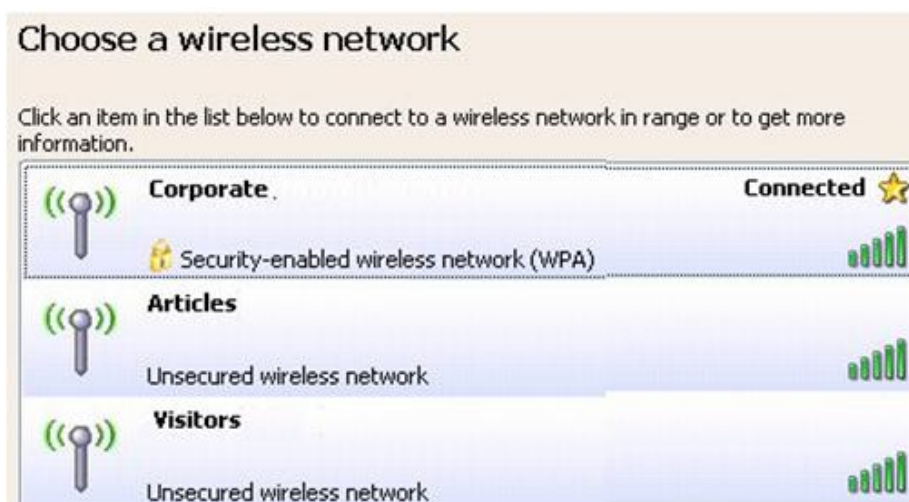 Choose a wireless network
Click an item in the list below to connect to a wireless network in range or to get more
information.
Corporate . Connected
Security-enabled wireless network (WPA)
Articles
Unsecured wireless network
Visitors
Unsecured wireless network